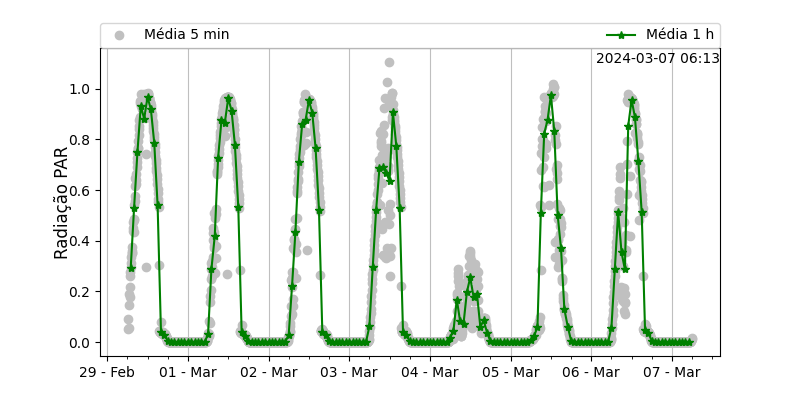 Média 5 min
Média 1 h
2024-03-07 06:13
Radiação PAR
1.0
0.8
0.6
0.4
0.2
0.0
29 - Feb
01 - Mar
02 - Mar
03 - Mar
04 - Mar
05 - Mar
06 - Mar
07 - Mar